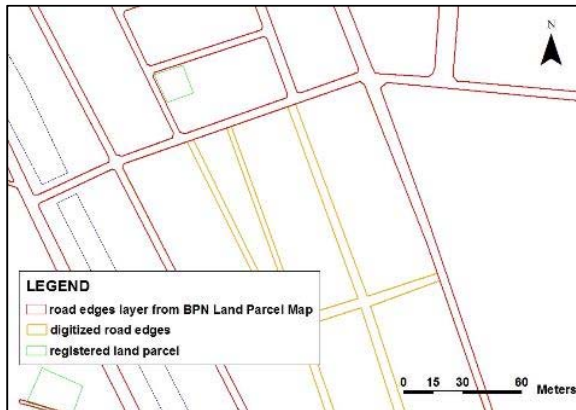 N
LEGEND
road edges layer from BPN Land Parcel Map
digitized road edges
registered land parcel
0 15 30 60
Meters